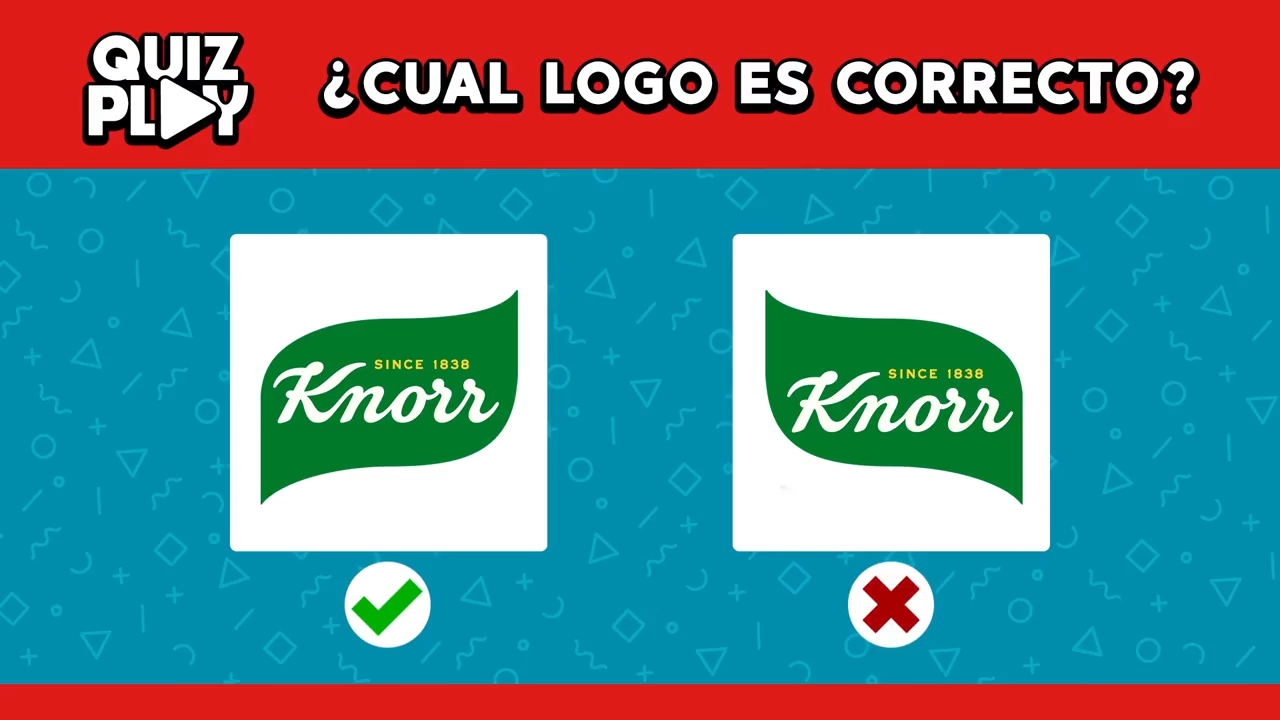 QUIZ
PLAY
¿CUAL LOGO ES CORRECTO?
SINCE 1838
Knorr
SINCE 1838
Knorr